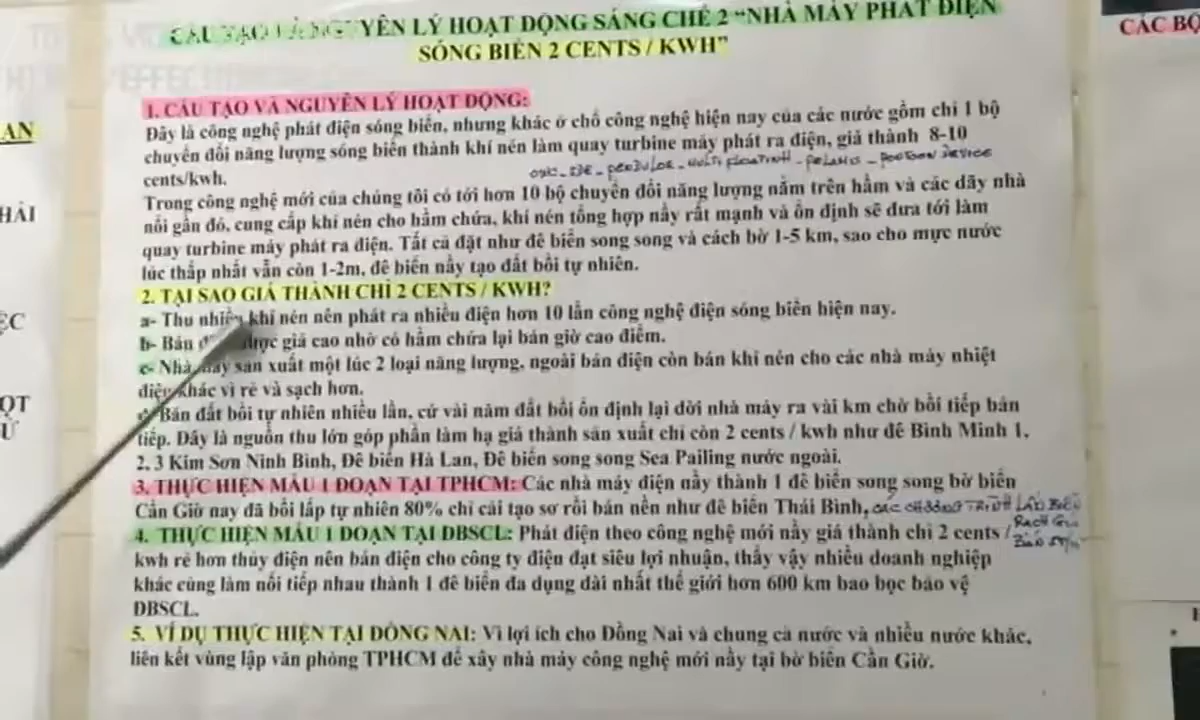 CẤU TẠO VÀ NGUYÊN LÝ HOẠT ĐỘNG SÁNG CHẾ 2 “NHÀ MÁY PHÁT ĐIỆN
SÓNG BIỂN 2 CENTS / KWH”
1. CẤU TẠO VÀ NGUYÊN LÝ HOẠT ĐỘNG:
Đây là công nghệ phát điện sóng biển, nhưng khác ở chỗ công nghệ hiện nay của các nước gồm chỉ 1 bộ
chuyển đổi năng lượng sóng biển thành khí nén làm quay turbine máy phát ra điện, giá thành 8-10
cents/kwh.
PENDULOR - MULTI FLOATING - PELAMIS - POOTOON DEVICE
Trong công nghệ mới của chúng tôi có tới hơn 10 bộ chuyển đổi năng lượng nằm trên hầm và các dãy nhà
nổi gần đó, cung cấp khí nén cho hầm chứa, khí nén tổng hợp nầy rất mạnh và ổn định sẽ đưa tới làm
quay turbine máy phát ra điện. Tất cả đặt như đê biển song song và cách bờ 1-5 km, sao cho mực nước
lúc thấp nhất vẫn còn 1-2m, đê biển nầy tạo đất bồi tự nhiên.
2. TẠI SAO GIÁ THÀNH CHỈ 2 CENTS / KWH?
a- Thu nhiều khí nén nên phát ra nhiều điện hơn 10 lần công nghệ điện sóng biển hiện nay.
b- Bán được giá cao nhờ có hầm chứa lại bán giờ cao điểm.
c- Nhà máy sản xuất một lúc 2 loại năng lượng, ngoài bán điện còn bán khí nén cho các nhà máy nhiệt
điện khác vì rẻ và sạch hơn.
d- Bán đất bồi tự nhiên nhiều lần, cứ vài năm đất bồi ổn định lại dời nhà máy ra vài km chờ bồi tiếp bán
tiếp. Đây là nguồn thu lớn góp phần làm hạ giá thành sản xuất chỉ còn 2 cents / kwh như đê Bình Minh 1,
2, 3 Kim Sơn Ninh Bình, Đê biển Hà Lan, Đê biển song song Sea Pailing nước ngoài.
3. THỰC HIỆN MẪU 1 ĐOẠN TẠI TPHCM: Các nhà máy điện nầy thành 1 đê biển song song bờ biển
Cần Giờ nay đã bồi lấp tự nhiên 80% chỉ cải tạo sơ rồi bán nền như đê biển Thái Bình, CÁC CHƯƠNG TRÌNH LẤN BIỂN
RẠCH GIÁ
4. THỰC HIỆN MẪU 1 ĐOẠN TẠI ĐBSCL: Phát điện theo công nghệ mới nầy giá thành chỉ 2 cents /
kwh rẻ hơn thủy điện nên bán điện cho công ty điện đạt siêu lợi nhuận, thấy vậy nhiều doanh nghiệp
khác cùng làm nối tiếp nhau thành 1 đê biển đa dụng dài nhất thế giới hơn 600 km bao bọc bảo vệ
ĐBSCL.
5. VÍ DỤ THỰC HIỆN TẠI ĐỒNG NAI: Vì lợi ích cho Đồng Nai và chung cả nước và nhiều nước khác,
liên kết vùng lập văn phòng TPHCM để xây nhà máy công nghệ mới nầy tại bờ biển Cần Giờ.
CÁC BỘ